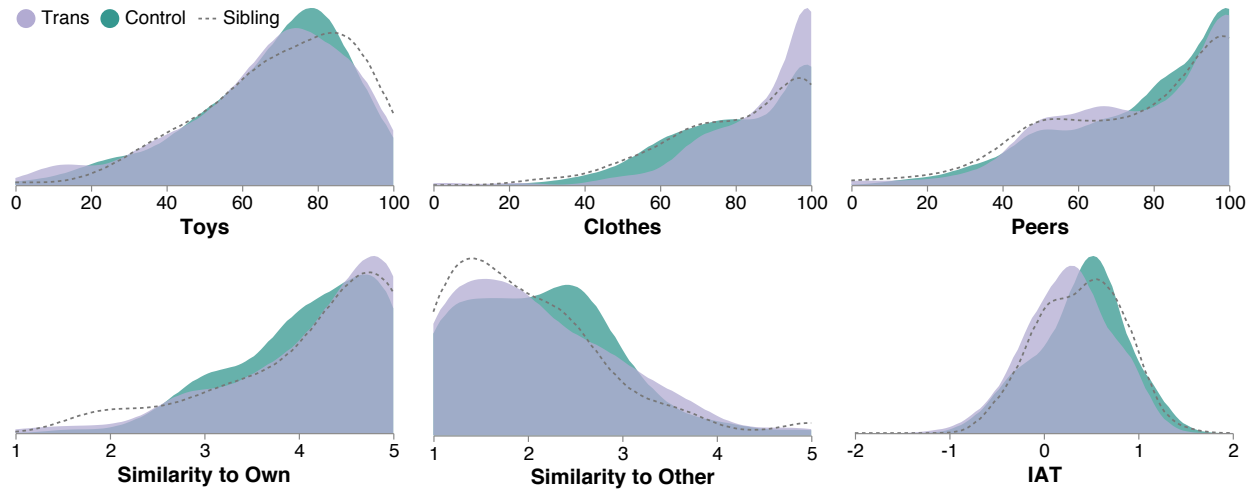 Trans Control Sibling
0 20 40 60 80 100
Toys
0 20 40 60 80 100
Clothes
0 20 40 60 80 100
Peers
1 2 3 4 5
Similarity to Own
1 2 3 4 5
Similarity to Other
-2 -1 0 1 2
IAT